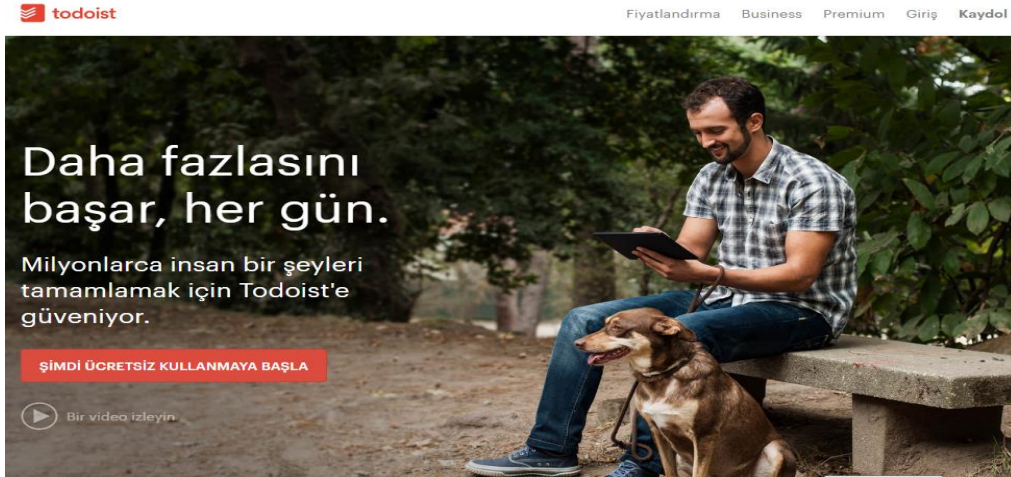 todoist
Fiyatlandırma Business Premium Giriş Kaydol
Daha fazlasını
başar, her gün.
Milyonlarca insan bir şeyleri
tamamlamak için Todoist'e
güveniyor.
ŞİMDİ ÜCRETSİZ KULLANMAYA BAŞLA
Bir video izleyin